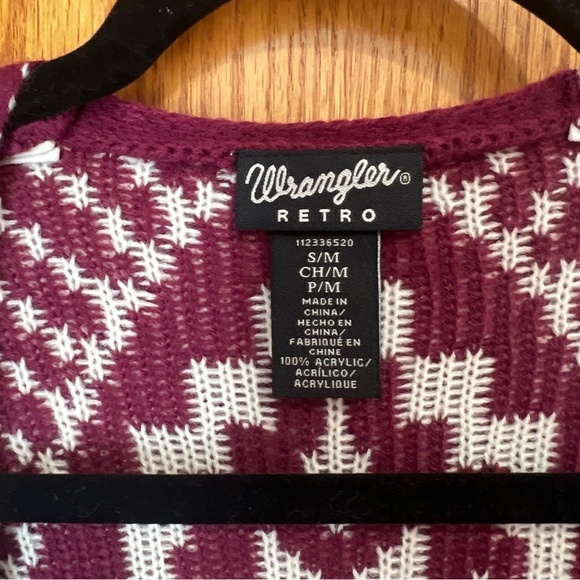 Wrangler®
RETRO
112336520
S/M
CH/M
P/M
MADE IN
CHINA/
HECHO EN
CHINA/
FABRIQUÉ EN
CHINE
100% ACRYLIC/
ACRÍLICO/
ACRYLIQUE